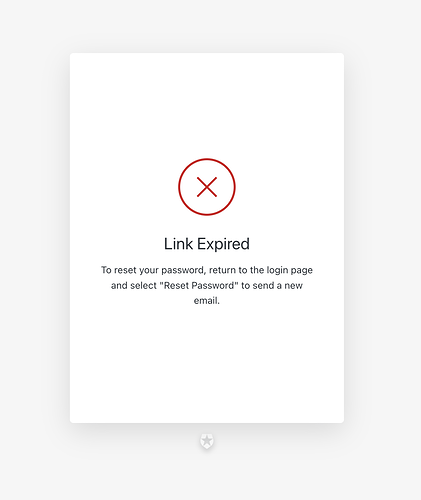 Link Expired
To reset your password, return to the login page
and select "Reset Password" to send a new
email.